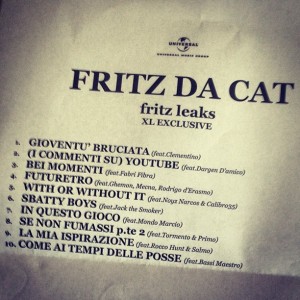 UNIVERSAL
UNIVERSAL MUSIC GROUP
FRITZ DA CAT
fritz leaks
XL EXCLUSIVE
1. GIOVENTU' BRUCIATA (feat.Clementino)
2. (I COMMENTI SU) YOUTUBE (feat.Dargen D'amico)
3. BEI MOMENTI (feat.Fabri Fibra)
4. FUTURETRO (feat.Ghemon, Mecna, Rodrigo d'Erasmo)
5. WITH OR WITHOUT IT (feat.Noyz Narcos & Calibro35)
6. SBATTY BOYS (feat.Jack the Smoker)
7. IN QUESTO GIOCO (feat.Mondo Marcio)
8. SE NON FUMASSI p.te 2 (feat.Tormento & Primo)
9. LA MIA ISPIRAZIONE (feat.Rocco Hunt & Salmo)
10. COME AI TEMPI DELLE POSSE (feat.Bassi Maestro)